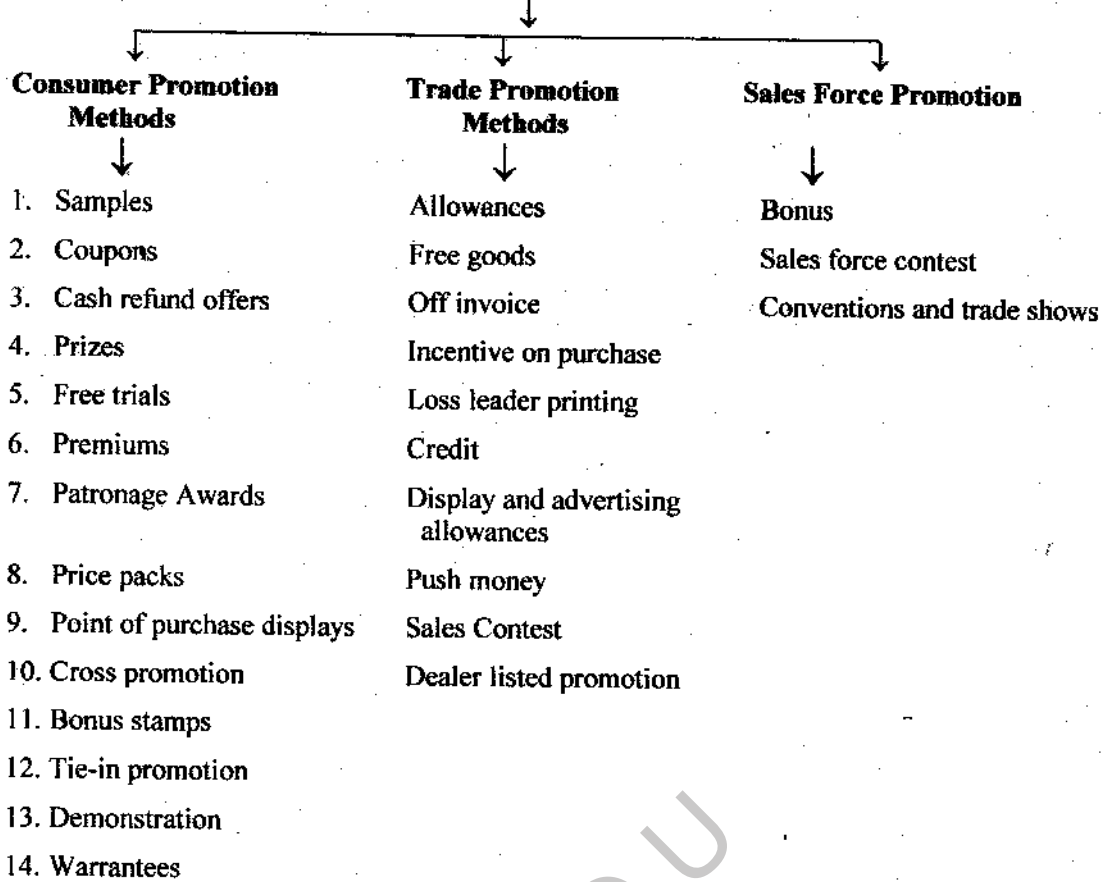 Consumer Promotion
Methods
1. Samples
2. Coupons
3. Cash refund offers
4. Prizes
5. Free trials
6. Premiums
7. Patronage Awards
8. Price packs
9. Point of purchase displays
10. Cross promotion
11. Bonus stamps
12. Tie-in promotion
13. Demonstration
14. Warrantees
Trade Promotion
Methods
Allowances
Free goods
Off invoice
Incentive on purchase
Loss leader printing
Credit
Display and advertising
allowances
Push money
Sales Contest
Dealer listed promotion
Sales Force Promotion
Bonus
Sales force contest
Conventions and trade shows